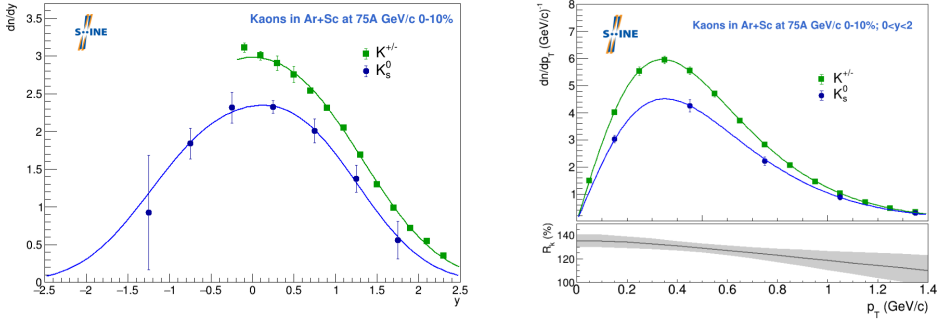 dn/dy
3.5
3
2.5
2
1.5
1
0.5
0
−2.5 −2 −1.5 −1 −0.5 0 0.5 1 1.5 2 2.5
y
S··INE
Kaons in Ar+Sc at 75A GeV/c 0-10%
K+/-
K0s
dn/dpT (GeV/c)-1
8
7
6
5
4
3
2
1
S··INE
Kaons in Ar+Sc at 75A GeV/c 0-10%; 0<y<2
K+/-
K0s
Rk (%)
140
120
100
0 0.2 0.4 0.6 0.8 1 1.2 1.4
pT (GeV/c)